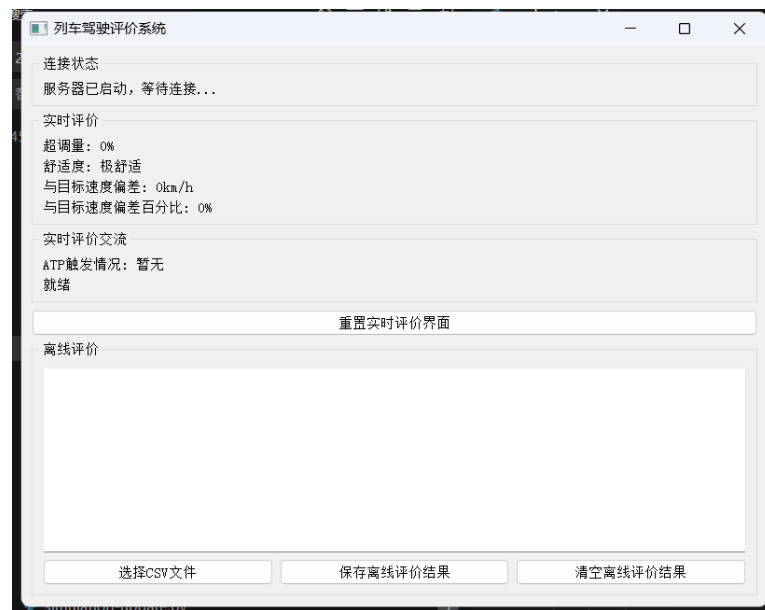 列车驾驶评价系统
连接状态
服务器已启动，等待连接...
实时评价
超调量: 0%
舒适度: 极舒适
与目标速度偏差: 0km/h
与目标速度偏差百分比: 0%
实时评价交流
ATP触发情况: 暂无
就绪
重置实时评价界面
离线评价
选择CSV文件 保存离线评价结果 清空离线评价结果